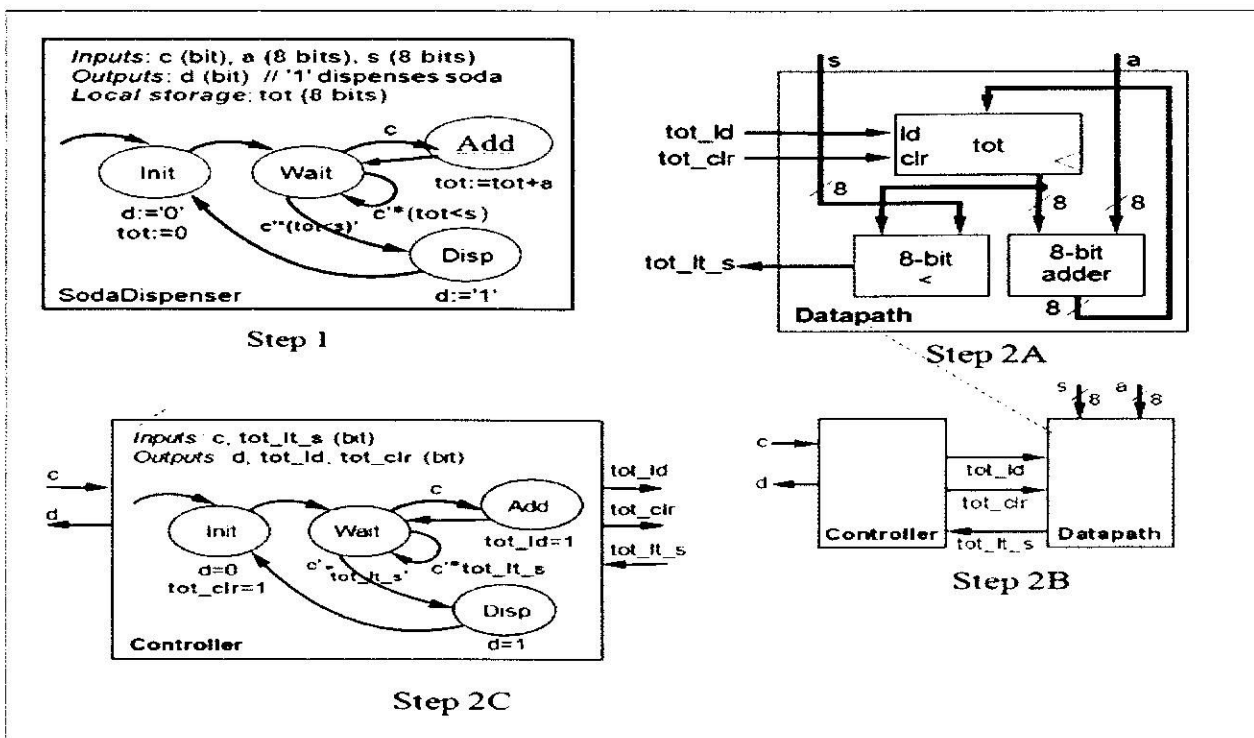 Inputs: c (bit), a (8 bits), s (8 bits)
Outputs: d (bit) // '1' dispenses soda
Local storage: tot (8 bits)
c
Add
Init
Wait
tot:=tot+a
d:='0'
tot:=0
c'*(tot<s)
c'*(tot<s)'
Disp
SodaDispenser
d:='1'
Step 1
s
a
tot_ld
ld
tot
tot_clr
clr
<
8
8
8
8-bit
<
8-bit
adder
tot_lt_s
8
Datapath
Step 2A
Inputs: c, tot_lt_s (bit)
Outputs: d, tot_ld, tot_clr (bit)
c
d
c
Add
Init
Wait
tot_ld=1
d=0
tot_clr=1
c'*
tot_lt_s'
c'*tot_lt_s
Disp
Controller
d=1
tot_ld
tot_clr
tot_lt_s
Step 2C
s
8
a
8
c
d
tot_ld
tot_clr
tot_lt_s
Controller
Datapath
Step 2B